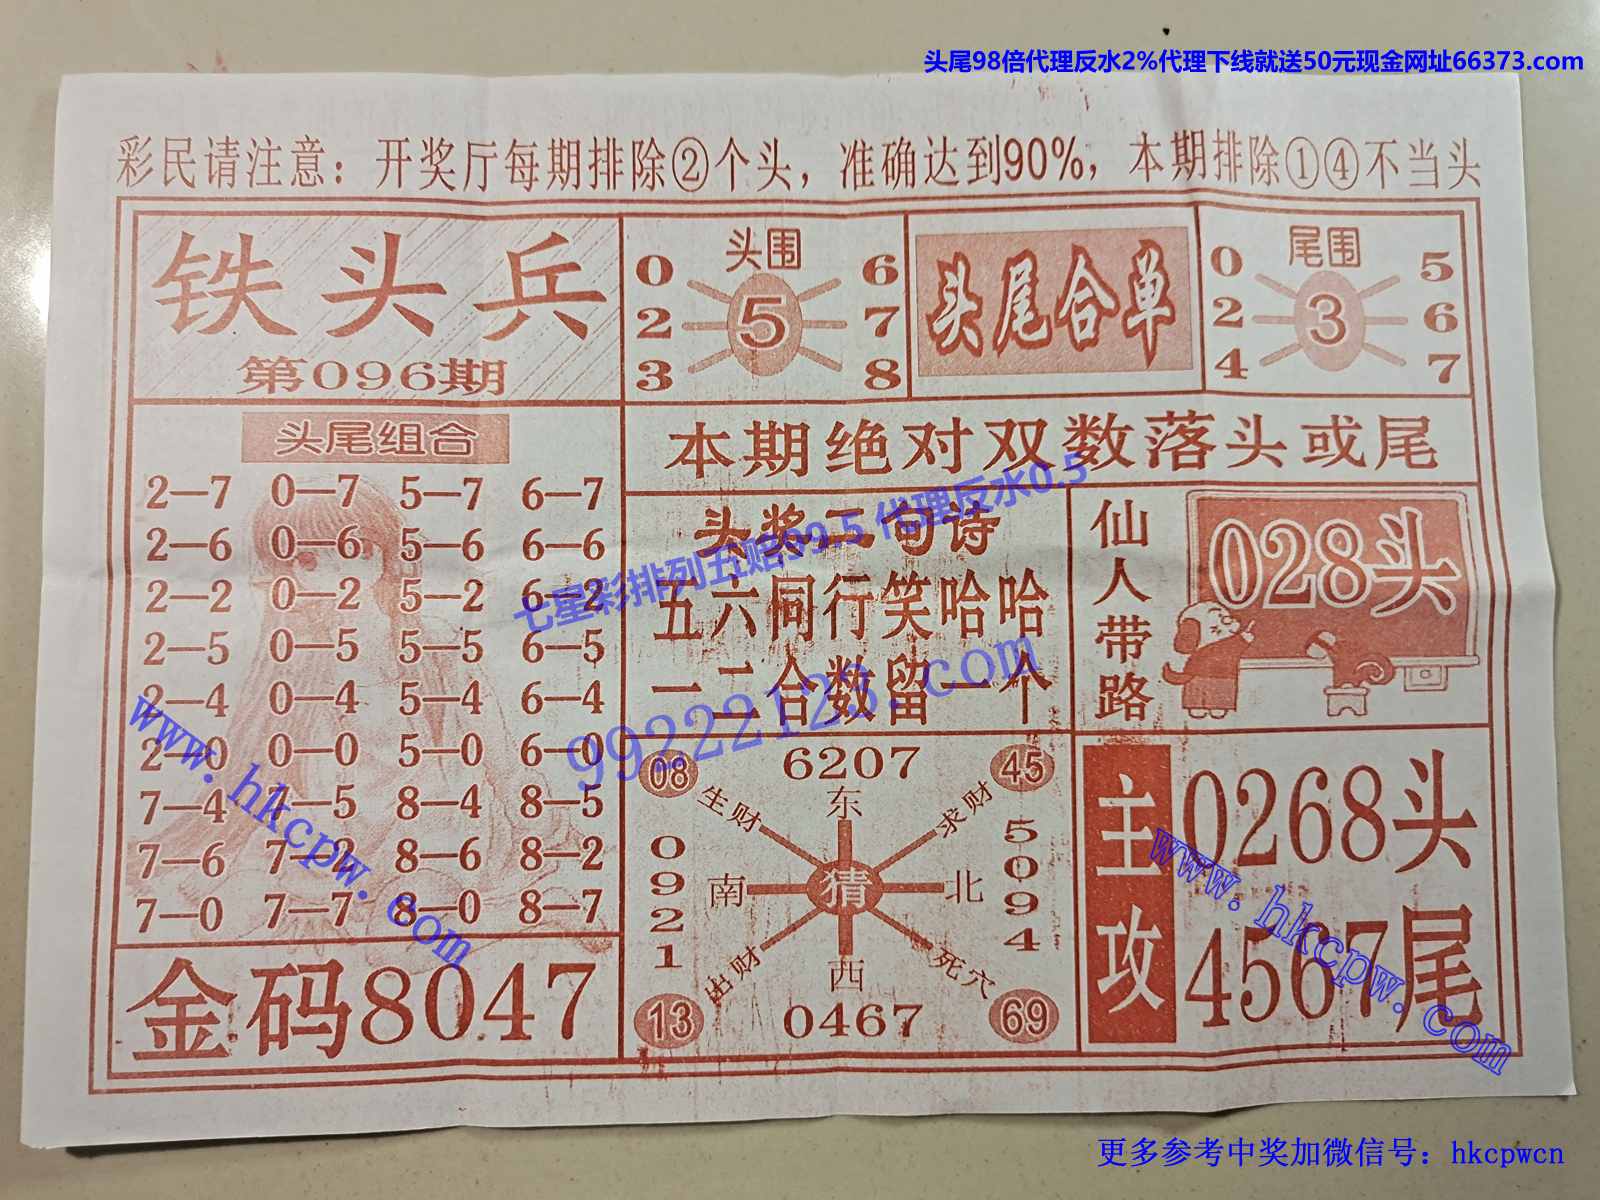 头尾98倍代理反水2%代理下线就送50元现金网址66373.com
彩民请注意：开奖厅每期排除②个头，准确达到90%，本期排除①④不当头
铁头兵
第096期
头围
0 6
2 5 7
3 8
头尾合单
尾围
0 5
2 3 6
4 7
头尾组合
2—7 0—7 5—7 6—7
2—6 0—6 5—6 6—6
2—2 0—2 5—2 6—2
2—5 0—5 5—5 6—5
2—4 0—4 5—4 6—4
2—0 0—0 5—0 6—0
7—4 7—5 8—4 8—5
7—6 7—2 8—6 8—2
7—0 7—7 8—0 8—7
金码8047
本期绝对双数落头或尾
头奖二句诗
五六同行笑哈哈
一二合数留一个
仙人带路
028头
08 6207 45
生财 东 求财
0921 南 猜 北 5094
出财 西 死穴
13 0467 69
主攻
0268头
4567尾
七星彩排列五赔99.5 代理反水0.5
99222123.com
www.hkcpw.com
www.hkcpw.com
更多参考中奖加微信号：hkcpwcn